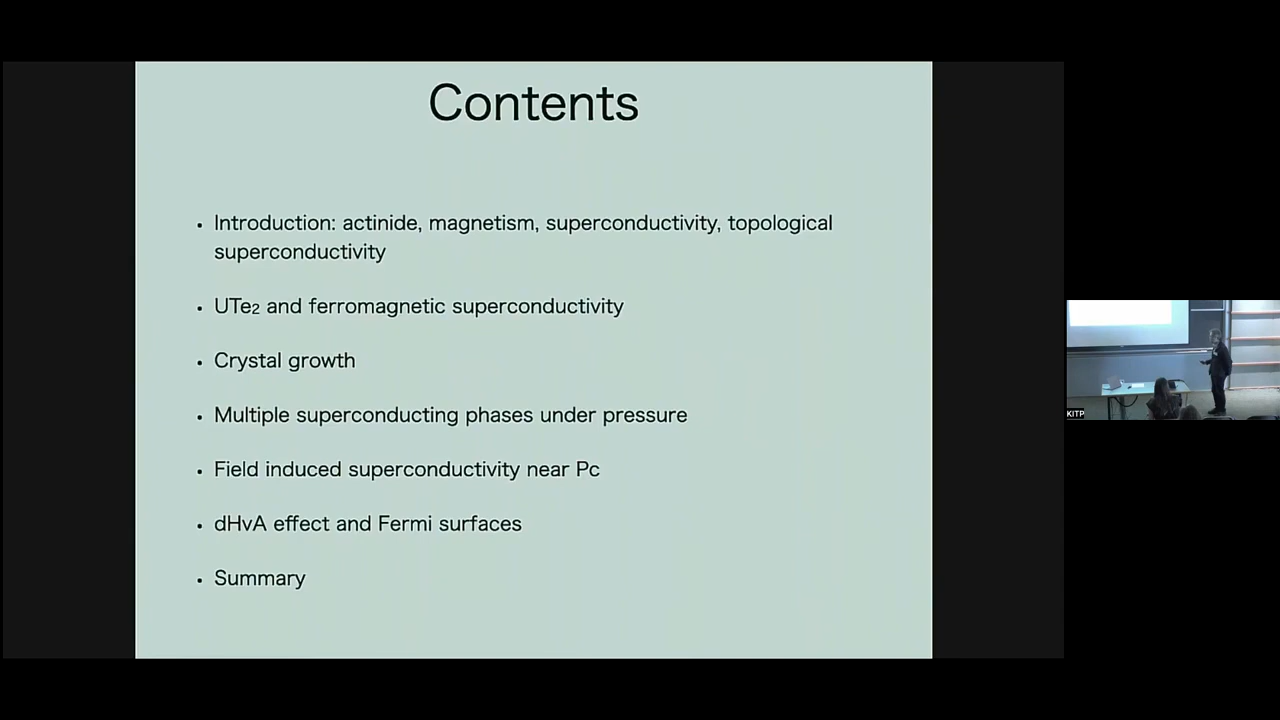 Contents
• Introduction: actinide, magnetism, superconductivity, topological
superconductivity
• UTe₂ and ferromagnetic superconductivity
• Crystal growth
• Multiple superconducting phases under pressure
• Field induced superconductivity near Pc
• dHvA effect and Fermi surfaces
• Summary
KITP